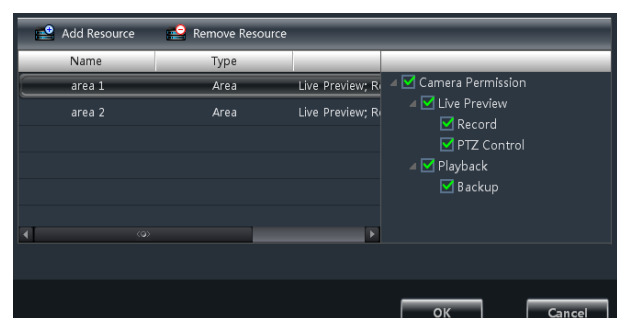 Add Resource Remove Resource
Name Type
area 1 Area Live Preview; R
area 2 Area Live Preview; R
Camera Permission
Live Preview
Record
PTZ Control
Playback
Backup
OK Cancel